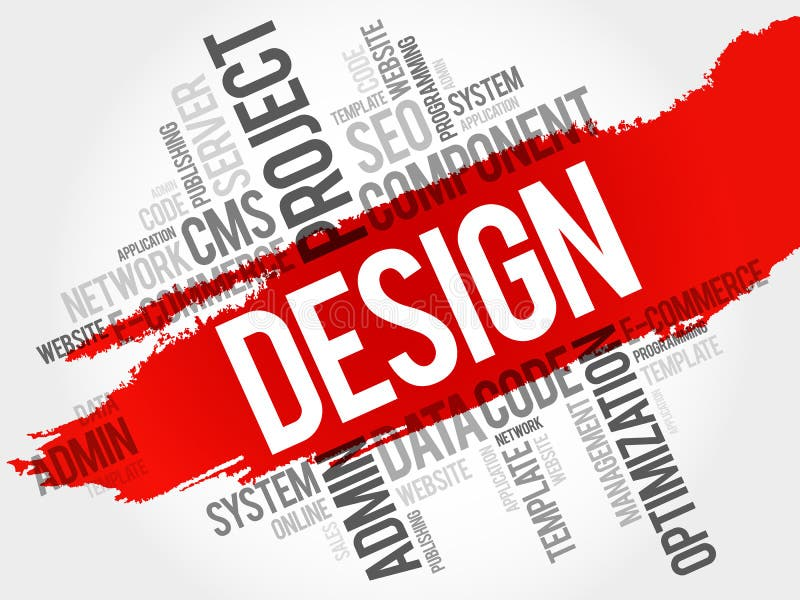 TEMPLATE
CODE
WEBSITE
PROGRAMMING
ADMIN
SYSTEM
APPLICATION
SEO
COMPONENT
PROJECT
SERVER
PUBLISHING
ADMIN
CODE
APPLICATION
CMS
NETWORK
E-COMMERCE
WEBSITE
DESIGN
E-COMMERCE
PROGRAMMING
TEMPLATE
APPLICATION
OPTIMIZATION
MANAGEMENT
CODE
DATA
NETWORK
WEBSITE
TEMPLATE
APPLICATION
WEBSITE
PUBLISHING
ADMIN
SALES
ONLINE
SYSTEM
DATA
ADMIN
TEMPLATE
dreamstime